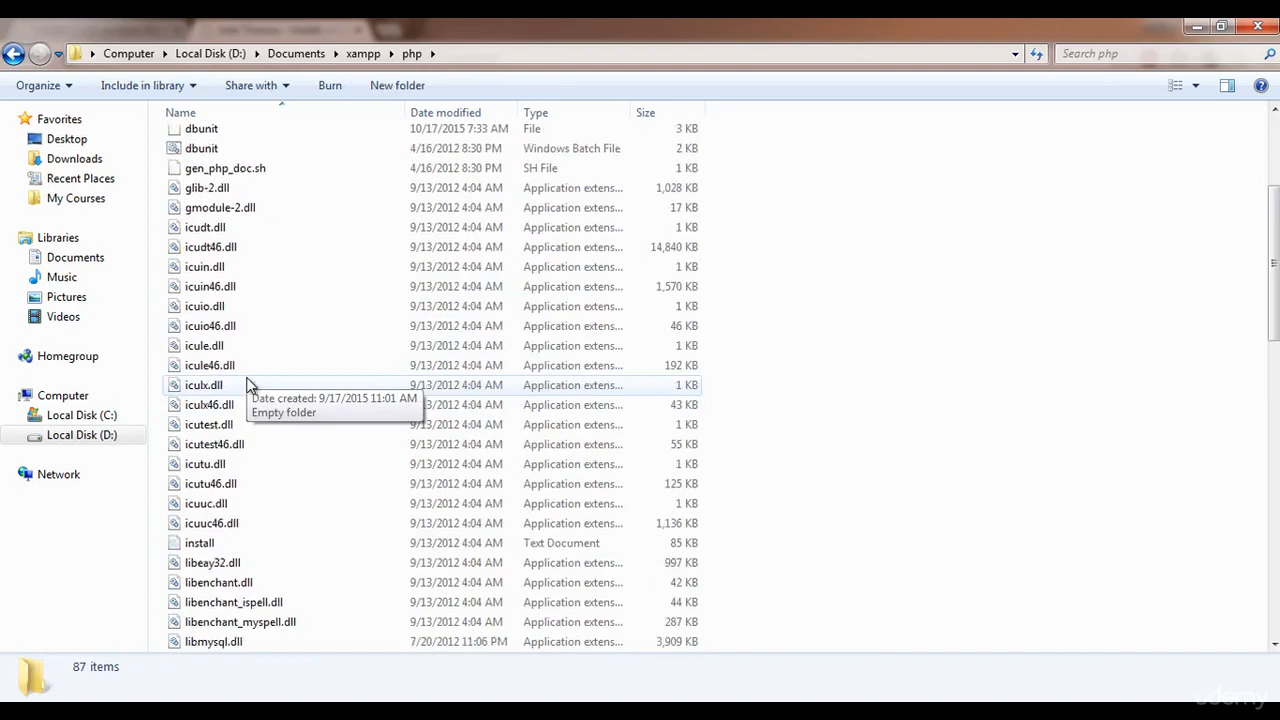 Computer Local Disk (D:) Documents xampp php Search php
Organize Include in library Share with Burn New folder
Name Date modified Type Size
Favorites
Desktop
Downloads
Recent Places
My Courses
Libraries
Documents
Music
Pictures
Videos
Homegroup
Computer
Local Disk (C:)
Local Disk (D:)
Network
dbunit 10/17/2015 7:33 AM File 3 KB
dbunit 4/16/2012 8:30 PM Windows Batch File 2 KB
gen_php_doc.sh 4/16/2012 8:30 PM SH File 1 KB
glib-2.dll 9/13/2012 4:04 AM Application extens... 1,028 KB
gmodule-2.dll 9/13/2012 4:04 AM Application extens... 17 KB
icudt.dll 9/13/2012 4:04 AM Application extens... 1 KB
icudt46.dll 9/13/2012 4:04 AM Application extens... 14,840 KB
icuin.dll 9/13/2012 4:04 AM Application extens... 1 KB
icuin46.dll 9/13/2012 4:04 AM Application extens... 1,570 KB
icuio.dll 9/13/2012 4:04 AM Application extens... 1 KB
icuio46.dll 9/13/2012 4:04 AM Application extens... 46 KB
icule.dll 9/13/2012 4:04 AM Application extens... 1 KB
icule46.dll 9/13/2012 4:04 AM Application extens... 192 KB
iculx.dll 9/13/2012 4:04 AM Application extens... 1 KB
Date created: 9/17/2015 11:01 AM
Empty folder
iculx46.dll 9/13/2012 4:04 AM Application extens... 43 KB
icutest.dll 9/13/2012 4:04 AM Application extens... 1 KB
icutest46.dll 9/13/2012 4:04 AM Application extens... 55 KB
icutu.dll 9/13/2012 4:04 AM Application extens... 1 KB
icutu46.dll 9/13/2012 4:04 AM Application extens... 125 KB
icuuc.dll 9/13/2012 4:04 AM Application extens... 1 KB
icuuc46.dll 9/13/2012 4:04 AM Application extens... 1,136 KB
install 9/13/2012 4:04 AM Text Document 85 KB
libeay32.dll 9/13/2012 4:04 AM Application extens... 997 KB
libenchant.dll 9/13/2012 4:04 AM Application extens... 42 KB
libenchant_ispell.dll 9/13/2012 4:04 AM Application extens... 44 KB
libenchant_myspell.dll 9/13/2012 4:04 AM Application extens... 287 KB
libmysql.dll 7/20/2012 11:06 PM Application extens... 3,909 KB
87 items
udemy